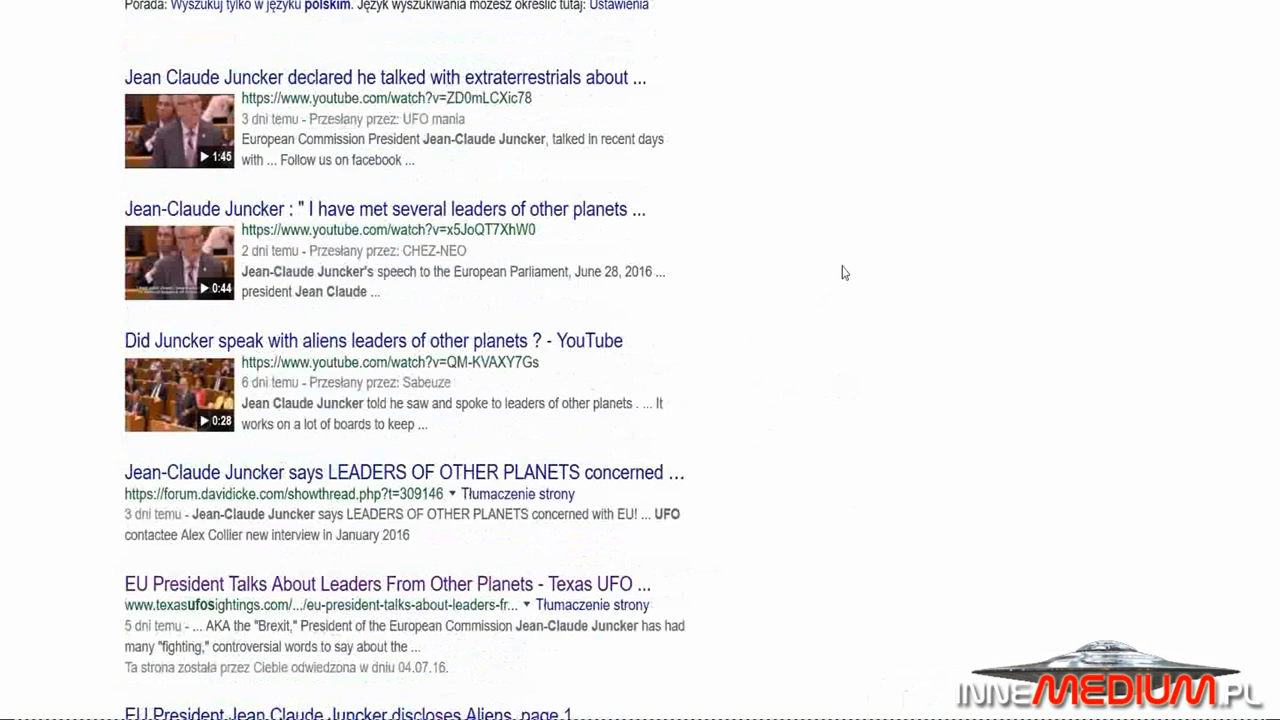 Porada: Wyszukuj tylko w języku polskim. Język wyszukiwania możesz określić tutaj: Ustawienia
Jean Claude Juncker declared he talked with extraterrestrials about ...
https://www.youtube.com/watch?v=ZD0mLCXic78
3 dni temu - Przesłany przez: UFO mania
European Commission President Jean-Claude Juncker, talked in recent days
with ... Follow us on facebook ...
1:45
Jean-Claude Juncker : " I have met several leaders of other planets ...
https://www.youtube.com/watch?v=x5JoQT7XhW0
2 dni temu - Przesłany przez: CHEZ-NEO
Jean-Claude Juncker's speech to the European Parliament, June 28, 2016 ...
president Jean Claude ...
0:44
Did Juncker speak with aliens leaders of other planets ? - YouTube
https://www.youtube.com/watch?v=QM-KVAXY7Gs
6 dni temu - Przesłany przez: Sabeuze
Jean Claude Juncker told he saw and spoke to leaders of other planets . ... It
works on a lot of boards to keep ...
0:28
Jean-Claude Juncker says LEADERS OF OTHER PLANETS concerned ...
https://forum.davidicke.com/showthread.php?t=309146 ▾ Tłumaczenie strony
3 dni temu - Jean-Claude Juncker says LEADERS OF OTHER PLANETS concerned with EU! ... UFO
contactee Alex Collier new interview in January 2016
EU President Talks About Leaders From Other Planets - Texas UFO ...
www.texasufosightings.com/.../eu-president-talks-about-leaders-fr... ▾ Tłumaczenie strony
5 dni temu - ... AKA the "Brexit," President of the European Commission Jean-Claude Juncker has had
many "fighting," controversial words to say about the ...
Ta strona została przez Ciebie odwiedzona w dniu 04.07.16.
EU President Jean Claude Juncker discloses Aliens, page 1
INNEMEDIUM.PL